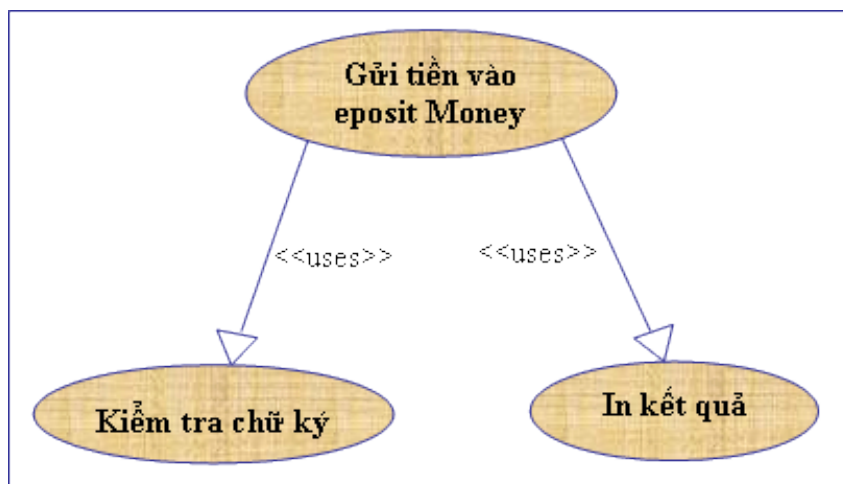 Gửi tiền vào
eposit Money
<<uses>>
<<uses>>
Kiểm tra chữ ký
In kết quả